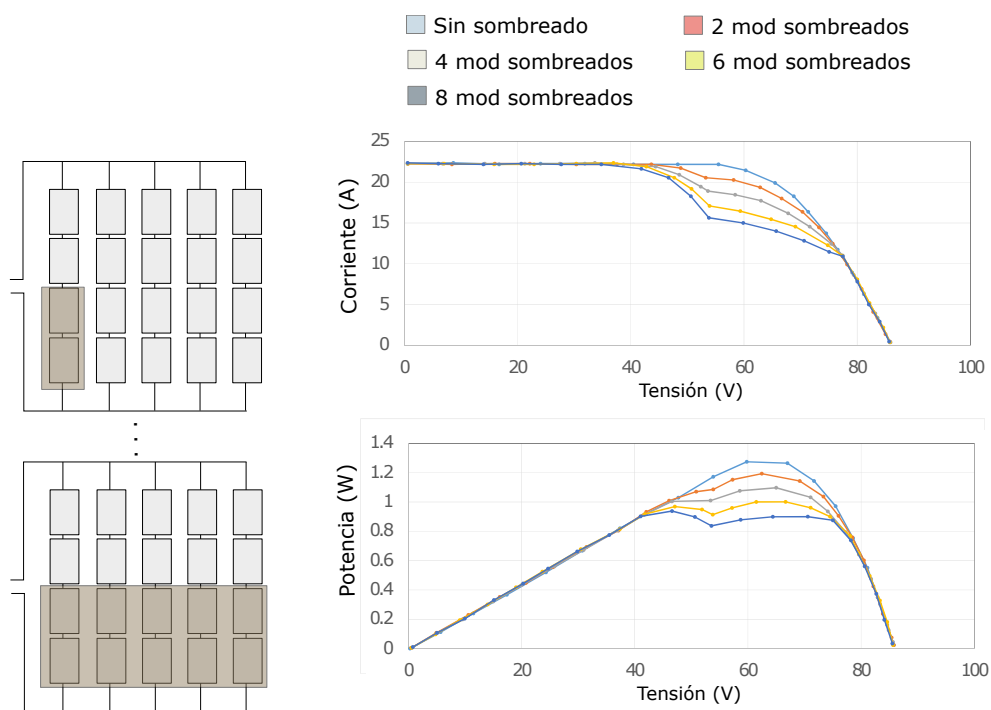 Sin sombreado
2 mod sombreados
4 mod sombreados
6 mod sombreados
8 mod sombreados
Corriente (A)
25
20
15
10
5
0
0 20 40 60 80 100
Tensión (V)
Potencia (W)
1.4
1.2
1
0.8
0.6
0.4
0.2
0
0 20 40 60 80 100
Tensión (V)